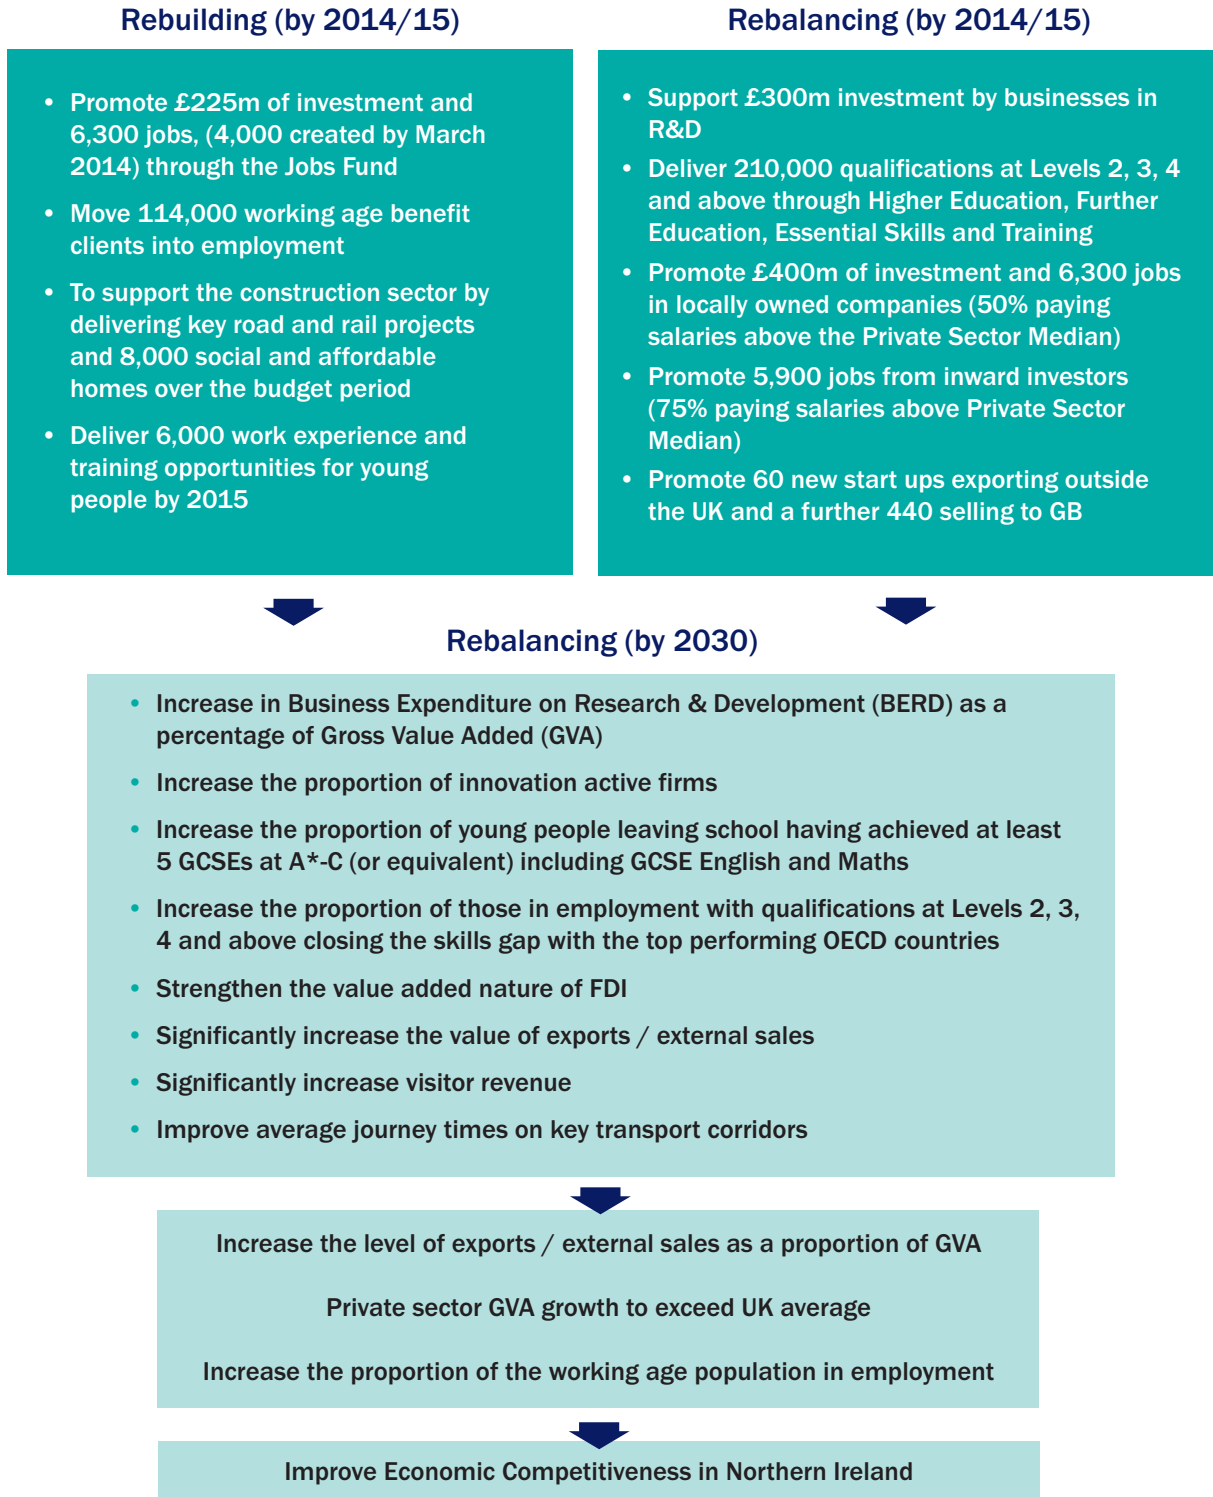 Rebuilding (by 2014/15)
• Promote £225m of investment and
6,300 jobs, (4,000 created by March
2014) through the Jobs Fund
• Move 114,000 working age benefit
clients into employment
• To support the construction sector by
delivering key road and rail projects
and 8,000 social and affordable
homes over the budget period
• Deliver 6,000 work experience and
training opportunities for young
people by 2015
Rebalancing (by 2014/15)
• Support £300m investment by businesses in
R&D
• Deliver 210,000 qualifications at Levels 2, 3, 4
and above through Higher Education, Further
Education, Essential Skills and Training
• Promote £400m of investment and 6,300 jobs
in locally owned companies (50% paying
salaries above the Private Sector Median)
• Promote 5,900 jobs from inward investors
(75% paying salaries above Private Sector
Median)
• Promote 60 new start ups exporting outside
the UK and a further 440 selling to GB
Rebalancing (by 2030)
• Increase in Business Expenditure on Research & Development (BERD) as a
percentage of Gross Value Added (GVA)
• Increase the proportion of innovation active firms
• Increase the proportion of young people leaving school having achieved at least
5 GCSEs at A*-C (or equivalent) including GCSE English and Maths
• Increase the proportion of those in employment with qualifications at Levels 2, 3,
4 and above closing the skills gap with the top performing OECD countries
• Strengthen the value added nature of FDI
• Significantly increase the value of exports / external sales
• Significantly increase visitor revenue
• Improve average journey times on key transport corridors
Increase the level of exports / external sales as a proportion of GVA
Private sector GVA growth to exceed UK average
Increase the proportion of the working age population in employment
Improve Economic Competitiveness in Northern Ireland